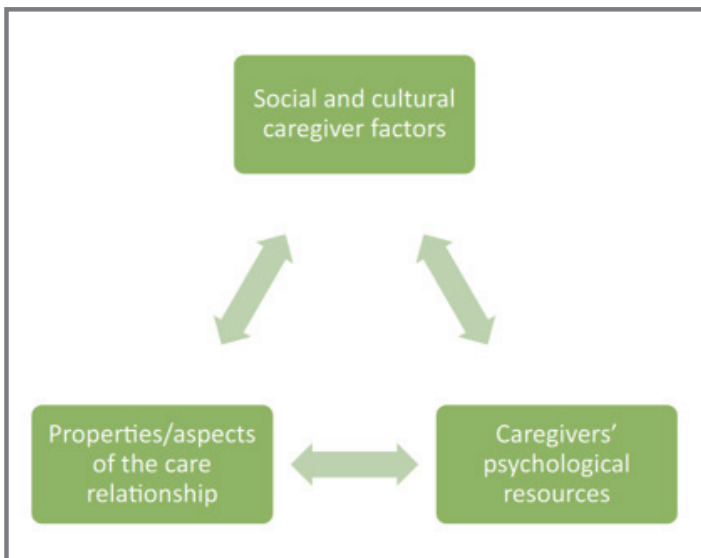 Social and cultural
caregiver factors
Properties/aspects
of the care
relationship
Caregivers’
psychological
resources